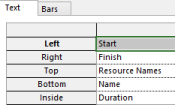 Text Bars
Left Start
Right Finish
Top Resource Names
Bottom Name
Inside Duration